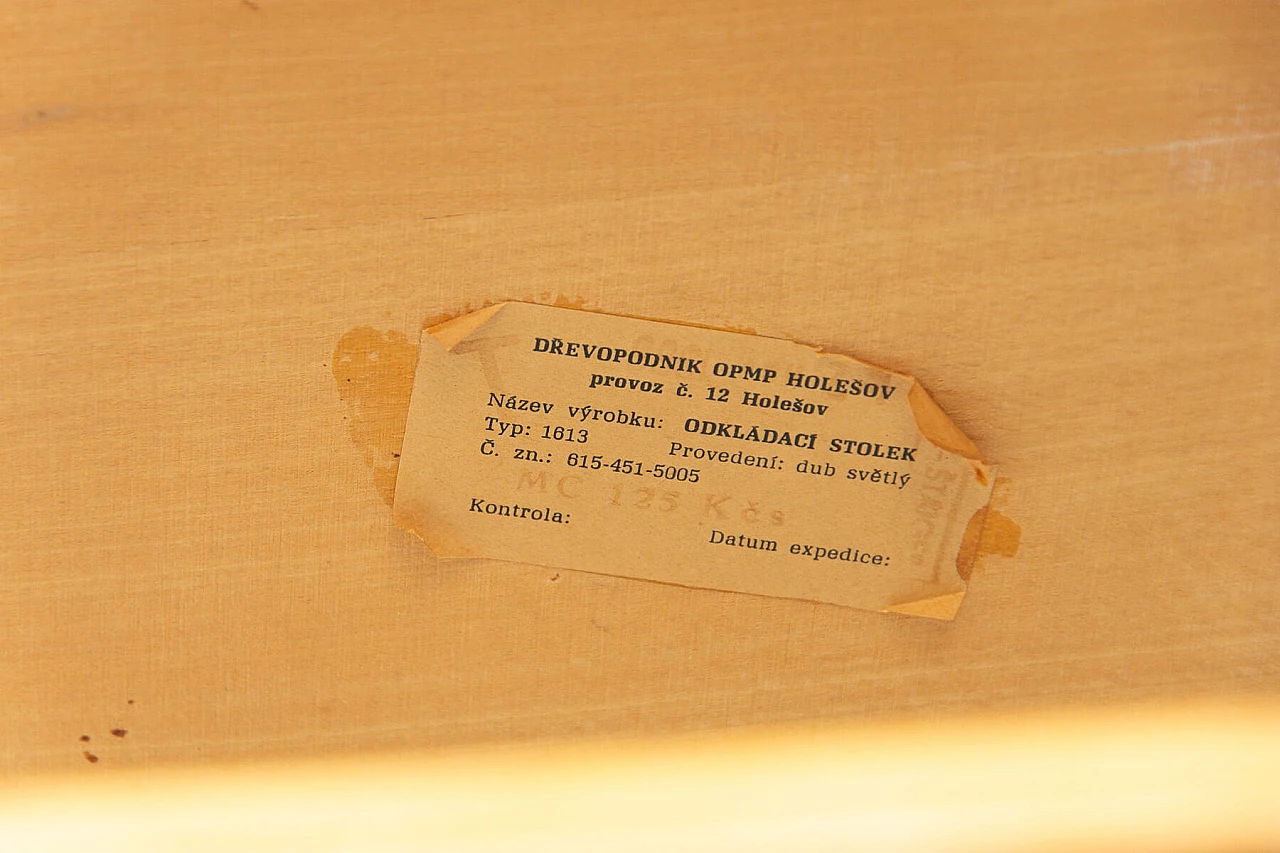 DŘEVOPODNIK OPMP HOLEŠOV
provoz č. 12 Holešov
Název výrobku: ODKLÁDACÍ STOLEK
Typ: 1613 Provedení: dub světlý
Č. zn.: 615-451-5005
MC 125 Kčs
Kontrola:
Datum expedice: